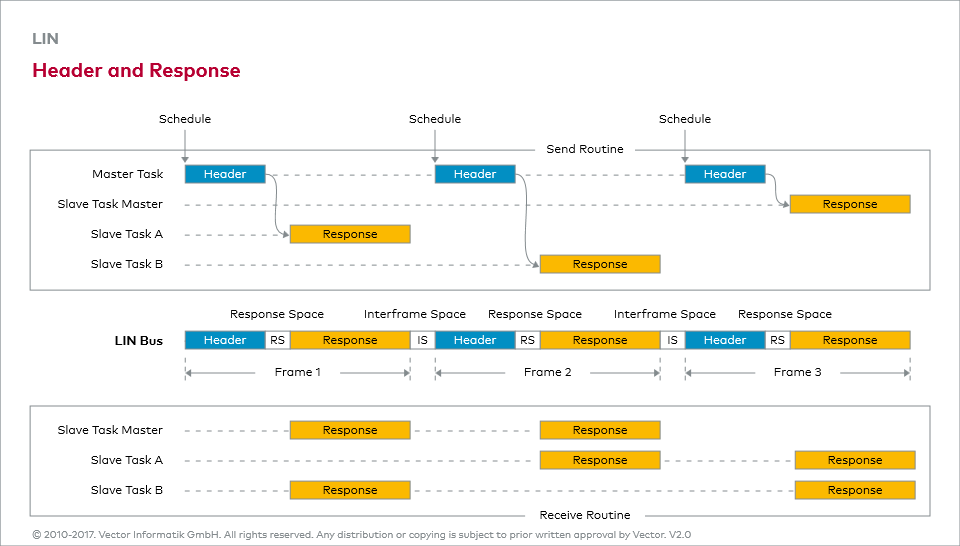 LIN
Header and Response
Schedule Schedule Schedule
Send Routine
Master Task Header Header Header
Slave Task Master Response
Slave Task A Response
Slave Task B Response
Response Space Interframe Space Response Space Interframe Space Response Space
LIN Bus Header RS Response IS Header RS Response IS Header RS Response
Frame 1 Frame 2 Frame 3
Slave Task Master Response Response
Slave Task A Response Response
Slave Task B Response Response
Receive Routine
© 2010-2017. Vector Informatik GmbH. All rights reserved. Any distribution or copying is subject to prior written approval by Vector. V2.0